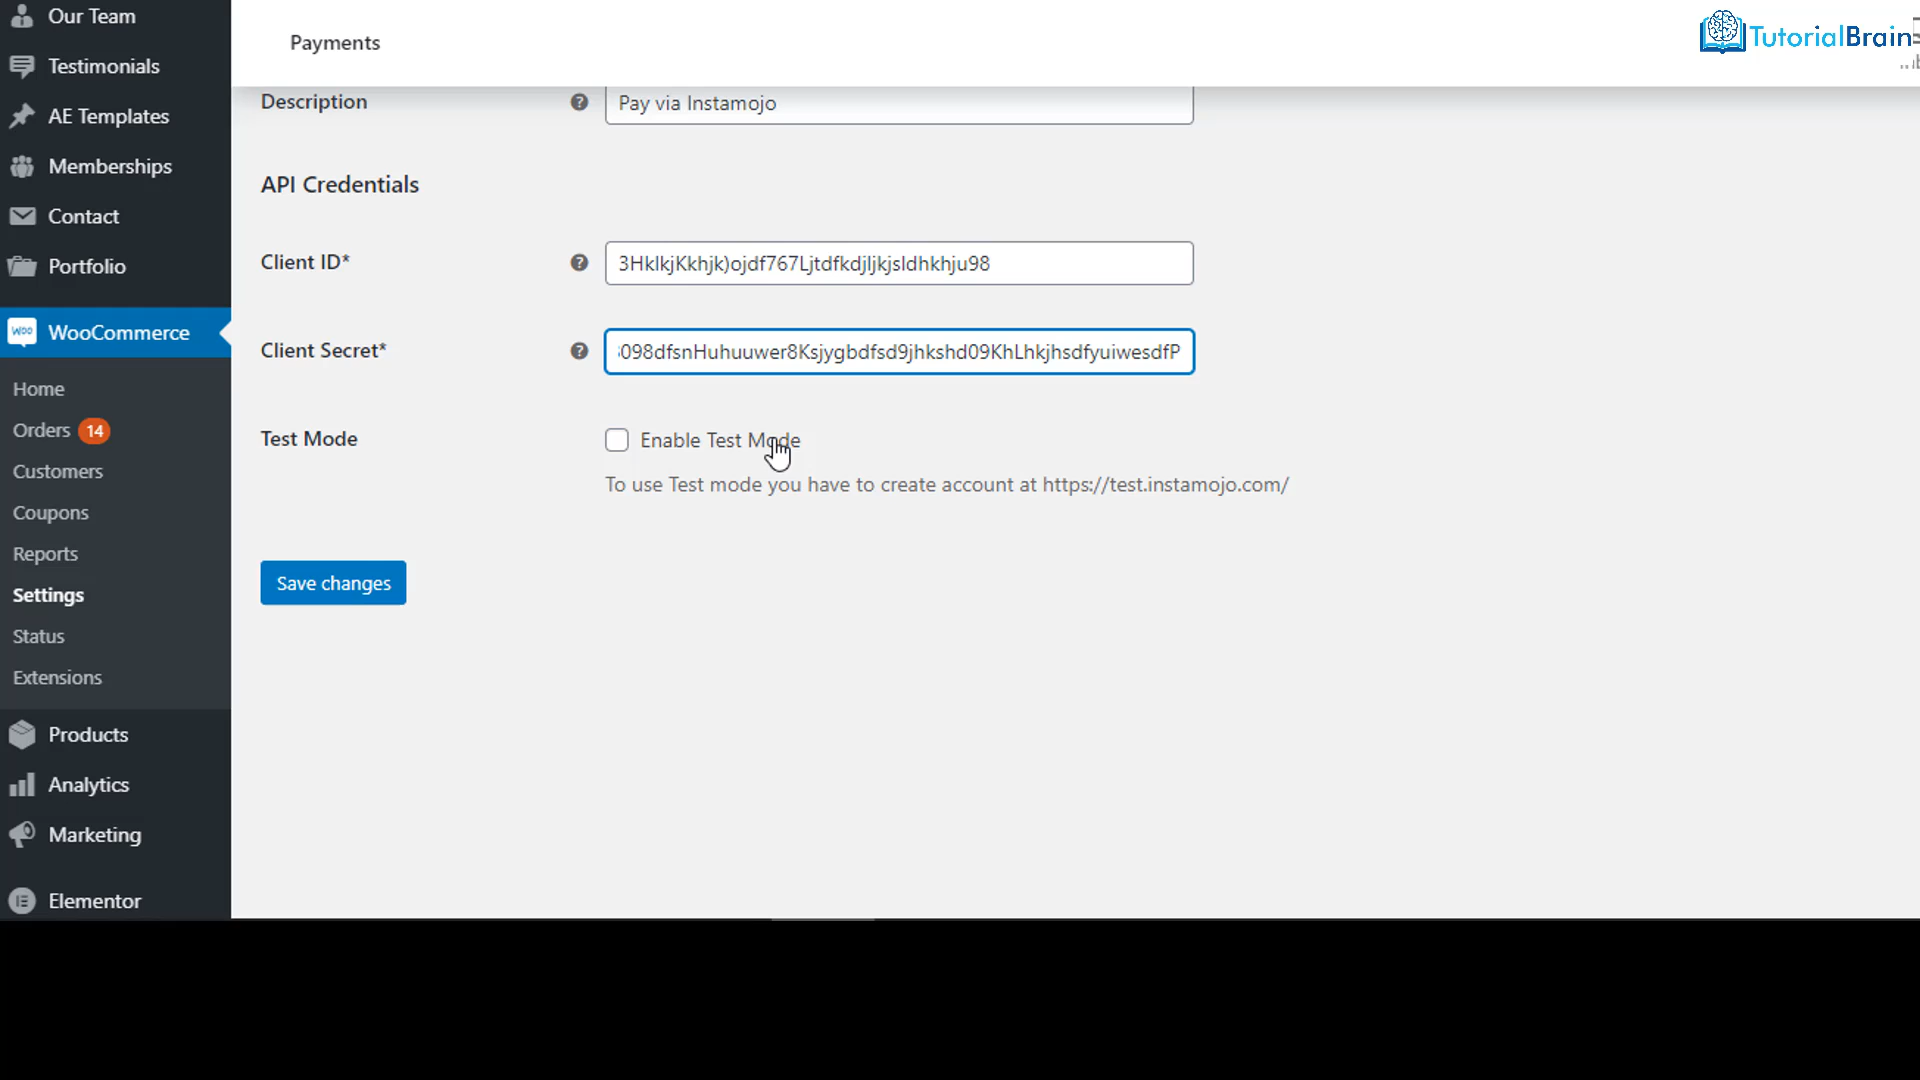 Our Team
Testimonials
AE Templates
Memberships
Contact
Portfolio
WOO WooCommerce
Home
Orders 14
Customers
Coupons
Reports
Settings
Status
Extensions
Products
Analytics
Marketing
Elementor
Payments
TutorialBrain
Description ? Pay via Instamojo
API Credentials
Client ID* ? 3HklkjKkhjk)ojdf767Ljtdfkdjljkjsldhkhju98
Client Secret* ? 098dfsnHuhuuwer8Ksjygbdfsd9jhkshd09KhLhkjhsdfyuiwesdfP
Test Mode Enable Test Mode
To use Test mode you have to create account at https://test.instamojo.com/
Save changes